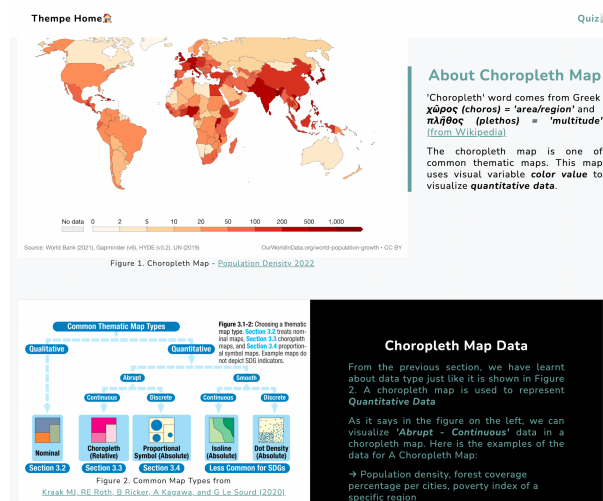 Thempe Home
Quiz
No data 0 2 5 10 20 50 100 200 500 1,000
Source: World Bank (2021), Gapminder (v6), HYDE (v3.2), UN (2019)
OurWorldInData.org/world-population-growth • CC BY
Figure 1. Choropleth Map - Population Density 2022
About Choropleth Map
'Choropleth' word comes from Greek
χῶρος (choros) = 'area/region' and
πλῆθος (plethos) = 'multitude'
(from Wikipedia)
The choropleth map is one of
common thematic maps. This map
uses visual variable color value to
visualize quantitative data.
Common Thematic Map Types
Qualitative
Quantitative
Abrupt
Smooth
Continuous
Discrete
Continuous
Discrete
Nominal
Choropleth
(Relative)
Proportional
Symbol (Absolute)
Isoline
(Absolute)
Dot Density
(Absolute)
Section 3.2
Section 3.3
Section 3.4
Less Common for SDGs
Figure 3.1-2: Choosing a thematic
map type. Section 3.2 treats nom-
inal maps, Section 3.3 choropleth
maps, and Section 3.4 proportion-
al symbol maps. Example maps do
not depict SDG indicators.
Figure 2. Common Map Types from
Kraak MJ, RE Roth, B Ricker, A Kagawa, and G Le Sourd (2020)
Choropleth Map Data
From the previous section, we have learnt
about data type just like it is shown in Figure
2. A choropleth map is used to represent
Quantitative Data
As it says in the figure on the left, we can
visualize 'Abrupt - Continuous' data in a
choropleth map. Here is the examples of the
data for A Choropleth Map:
→ Population density, forest coverage
percentage per cities, poverty index of a
specific region